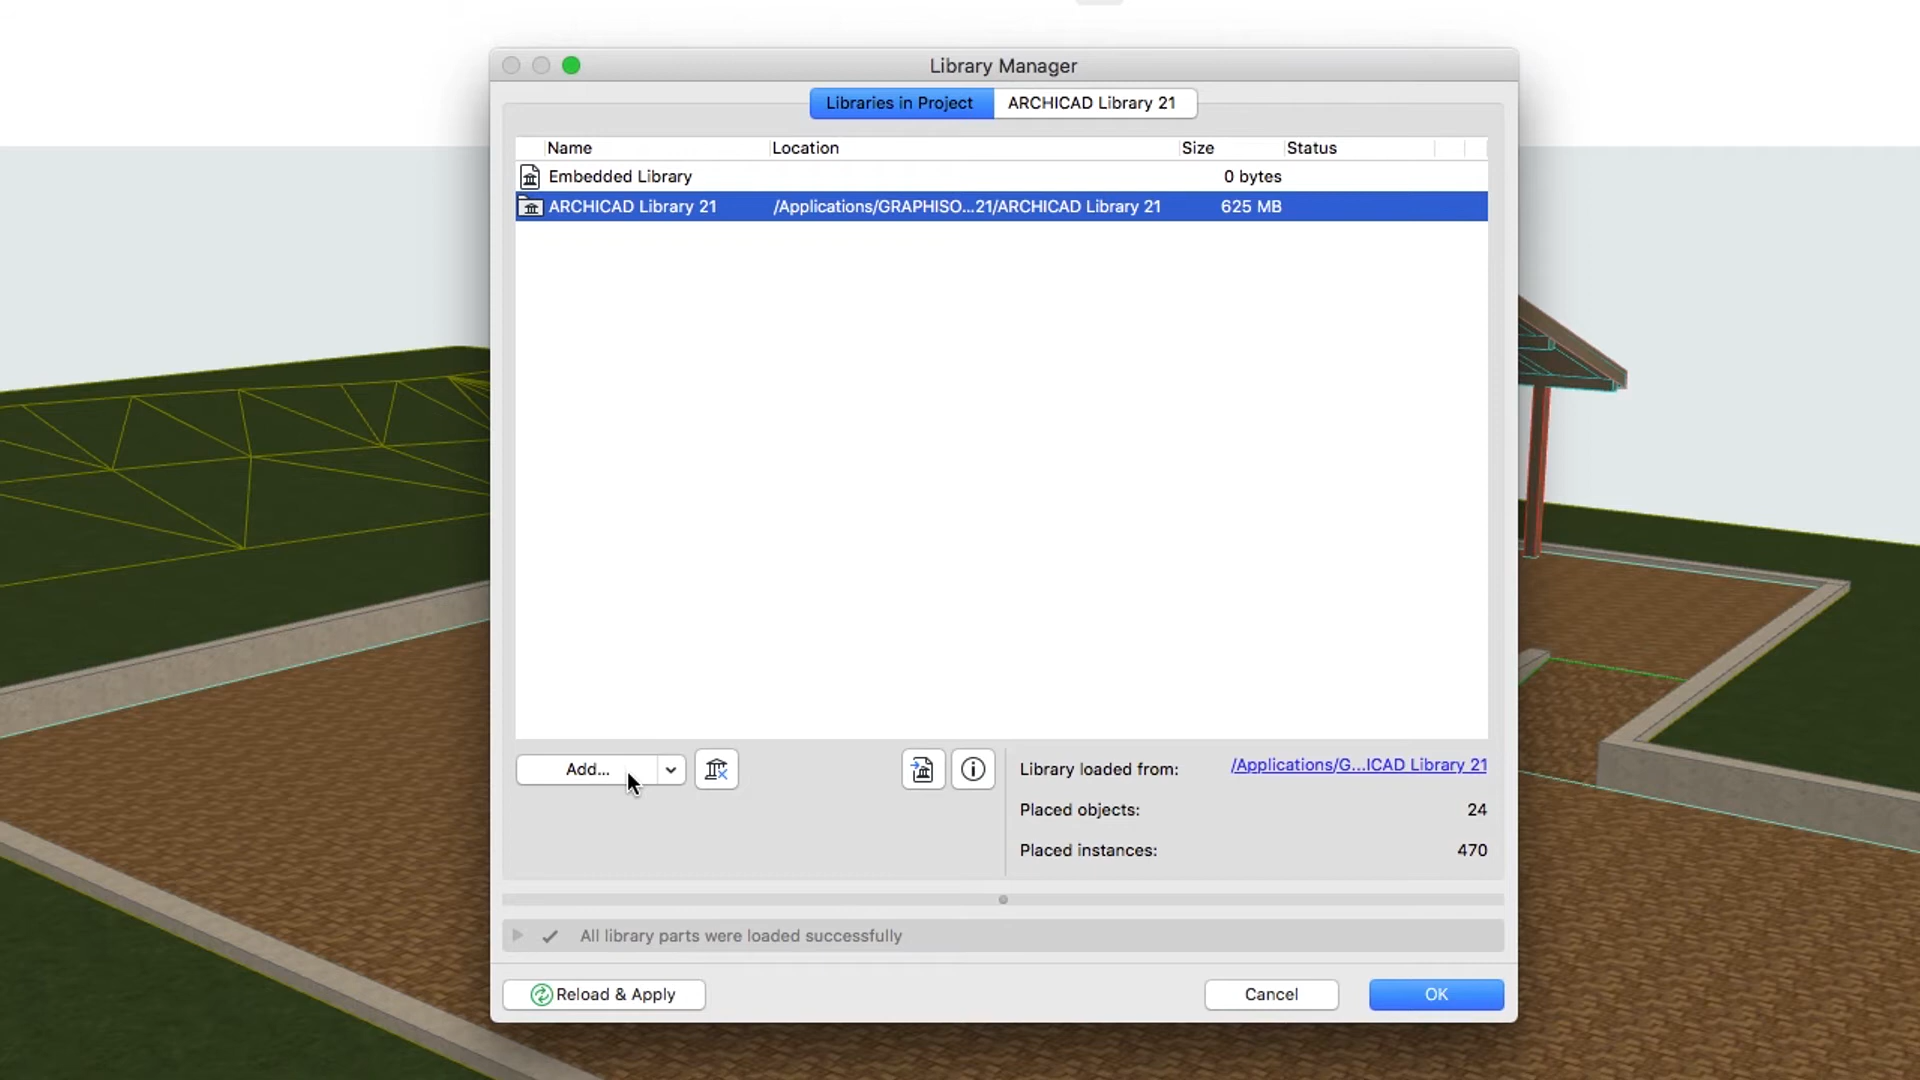 Library Manager
Libraries in Project ARCHICAD Library 21
Name Location Size Status
Embedded Library 0 bytes
ARCHICAD Library 21 /Applications/GRAPHISO...21/ARCHICAD Library 21 625 MB
Add...
Library loaded from: /Applications/G...ICAD Library 21
Placed objects: 24
Placed instances: 470
All library parts were loaded successfully
Reload & Apply Cancel OK